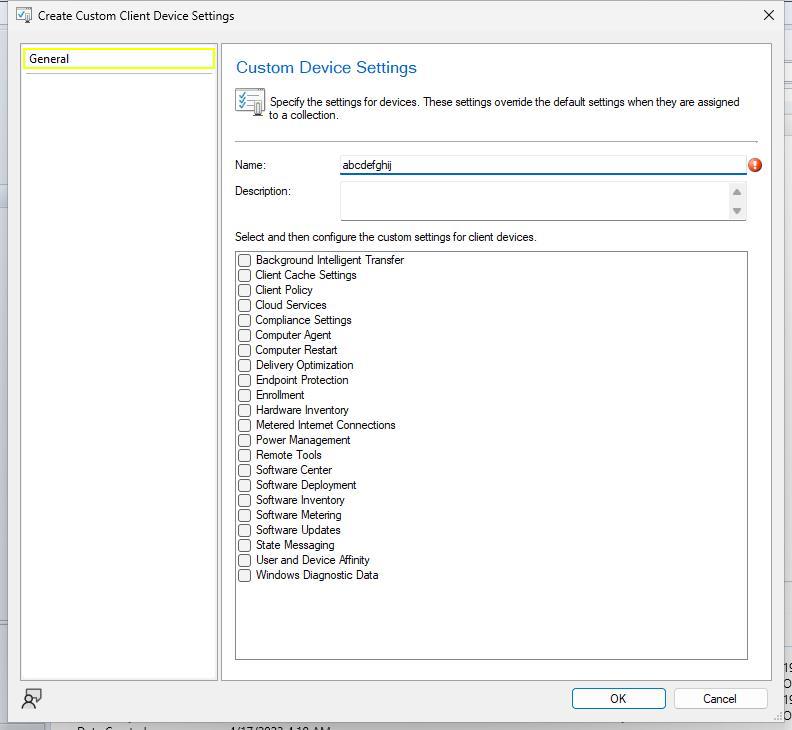 Create Custom Client Device Settings
General
Custom Device Settings
Specify the settings for devices. These settings override the default settings when they are assigned
to a collection.
Name: abcdefghij
Description:
Select and then configure the custom settings for client devices.
Background Intelligent Transfer
Client Cache Settings
Client Policy
Cloud Services
Compliance Settings
Computer Agent
Computer Restart
Delivery Optimization
Endpoint Protection
Enrollment
Hardware Inventory
Metered Internet Connections
Power Management
Remote Tools
Software Center
Software Deployment
Software Inventory
Software Metering
Software Updates
State Messaging
User and Device Affinity
Windows Diagnostic Data
OK Cancel